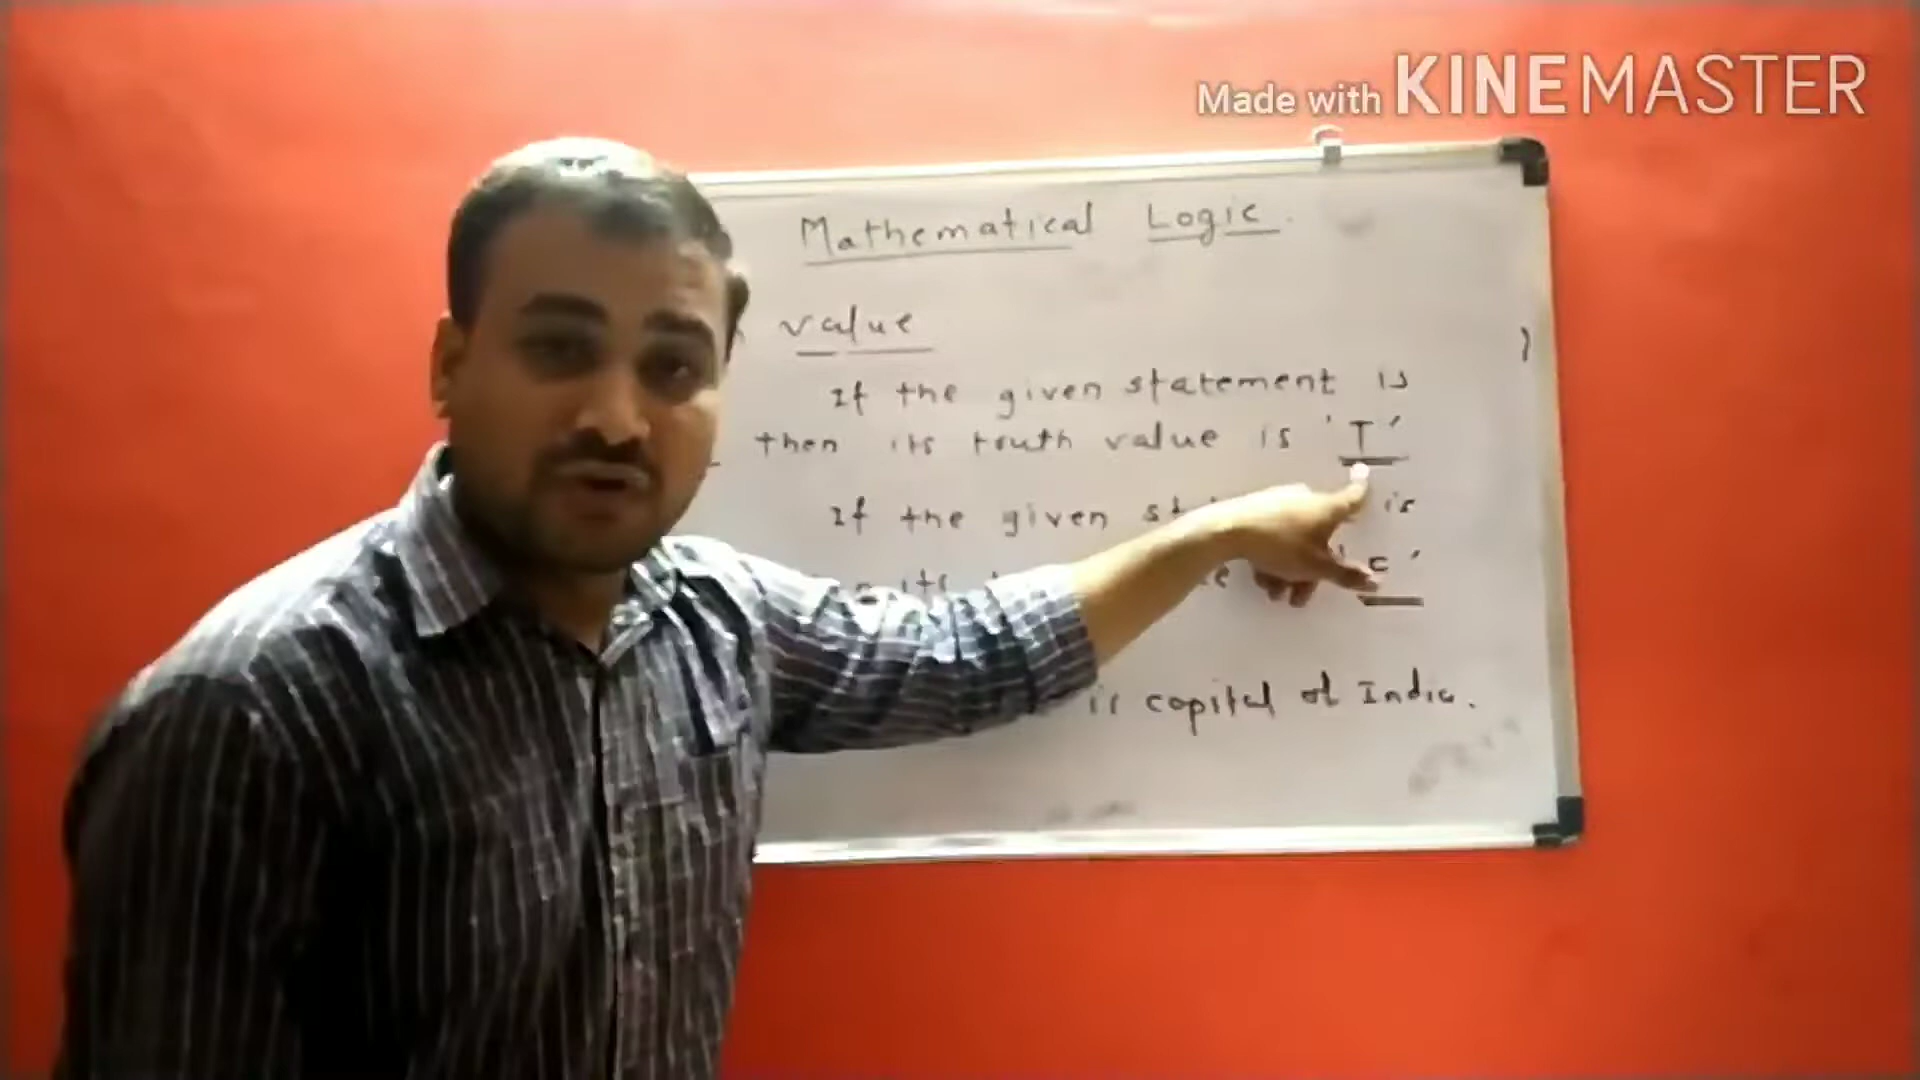 Made with KINEMASTER
Mathematical Logic.
value
If the given statement is
then its truth value is 'T'
If the given is
its
is capital of India.